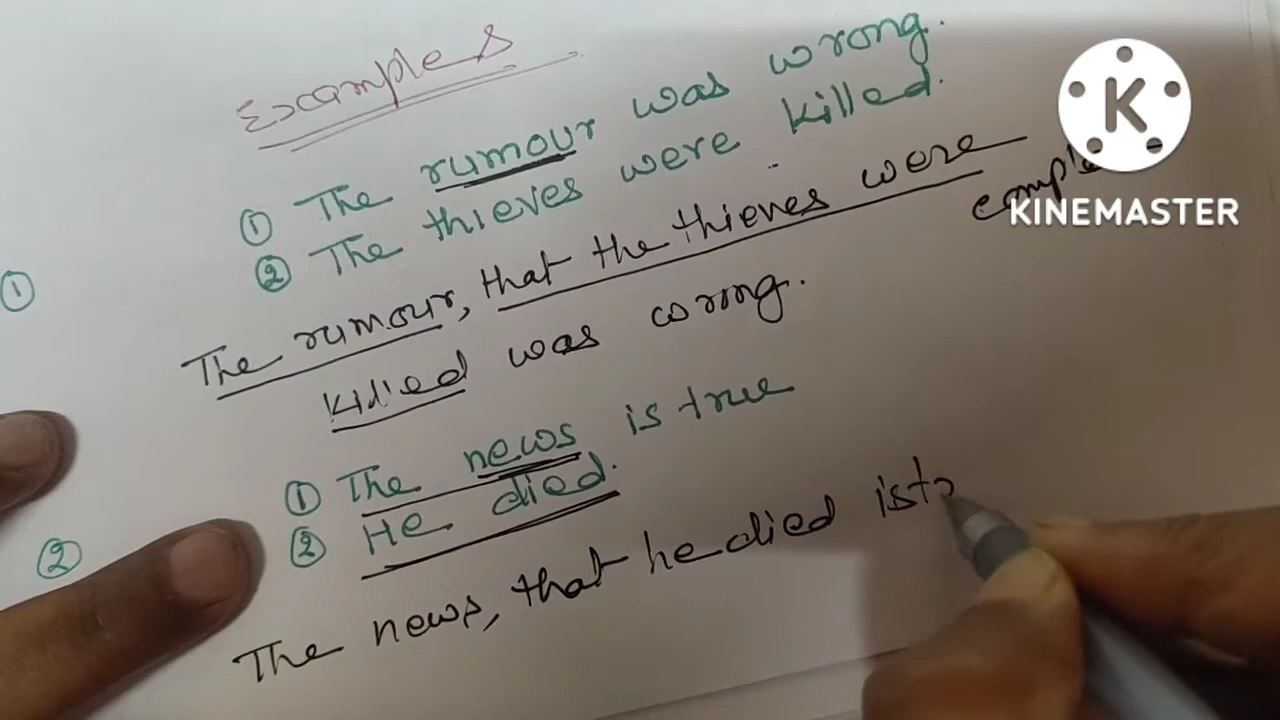 Examples
① The rumour was wrong.
② The thieves were killed.
①
The rumour, that the thieves were
killed was wrong.
K
KINEMASTER
① The news is true
② He died.
②
The news, that he died is